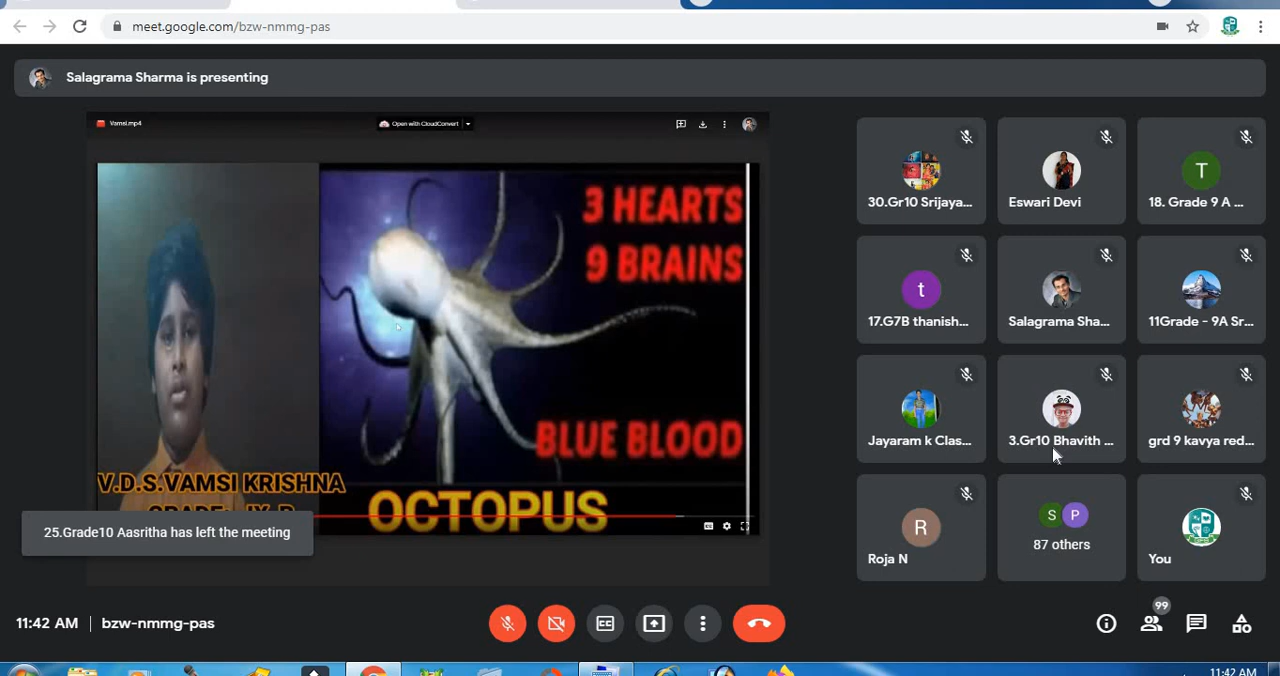 meet.google.com/bzw-nmmg-pas
Salagrama Sharma is presenting
Vamsi.mp4
Open with CloudConvert
3 HEARTS
9 BRAINS
BLUE BLOOD
OCTOPUS
V.D.S.VAMSI KRISHNA
25.Grade10 Aasritha has left the meeting
30.Gr10 Srijaya...
Eswari Devi
T
18. Grade 9 A ...
t
17.G7B thanish...
Salagrama Sha...
11Grade - 9A Sr...
Jayaram k Clas...
3.Gr10 Bhavith ...
grd 9 kavya red...
R
Roja N
S P
87 others
You
11:42 AM | bzw-nmmg-pas
99
11:42 AM